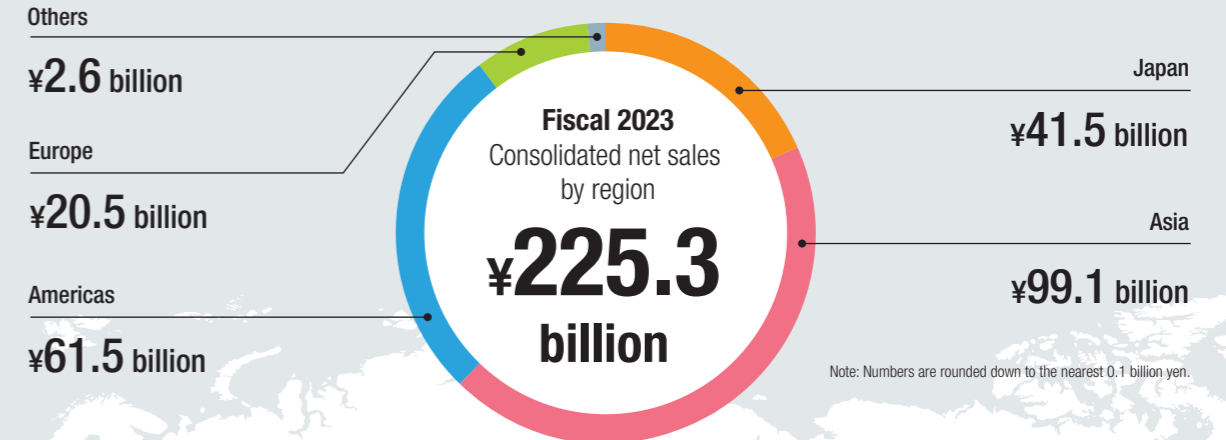 Others
¥2.6 billion
Europe
¥20.5 billion
Americas
¥61.5 billion
Fiscal 2023
Consolidated net sales
by region
¥225.3
billion
Japan
¥41.5 billion
Asia
¥99.1 billion
Note: Numbers are rounded down to the nearest 0.1 billion yen.